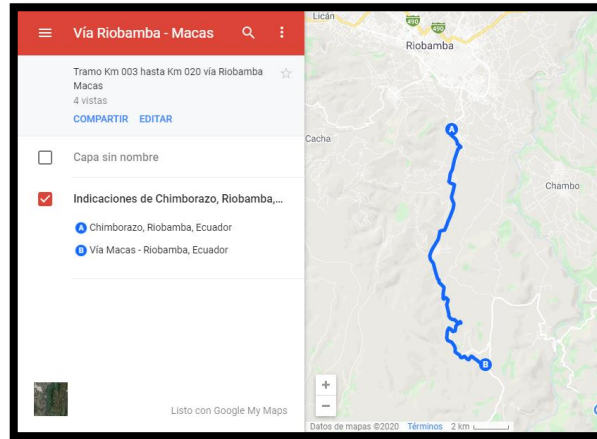 Vía Riobamba - Macas
Tramo Km 003 hasta Km 020 vía Riobamba
Macas
4 vistas
COMPARTIR EDITAR
Capa sin nombre
Indicaciones de Chimborazo, Riobamba,...
A Chimborazo, Riobamba, Ecuador
B Vía Macas - Riobamba, Ecuador
Listo con Google My Maps
Licán
490
490
Riobamba
A
Cacha
Chambo
B
+
−
Datos de mapas ©2020 Términos 2 km